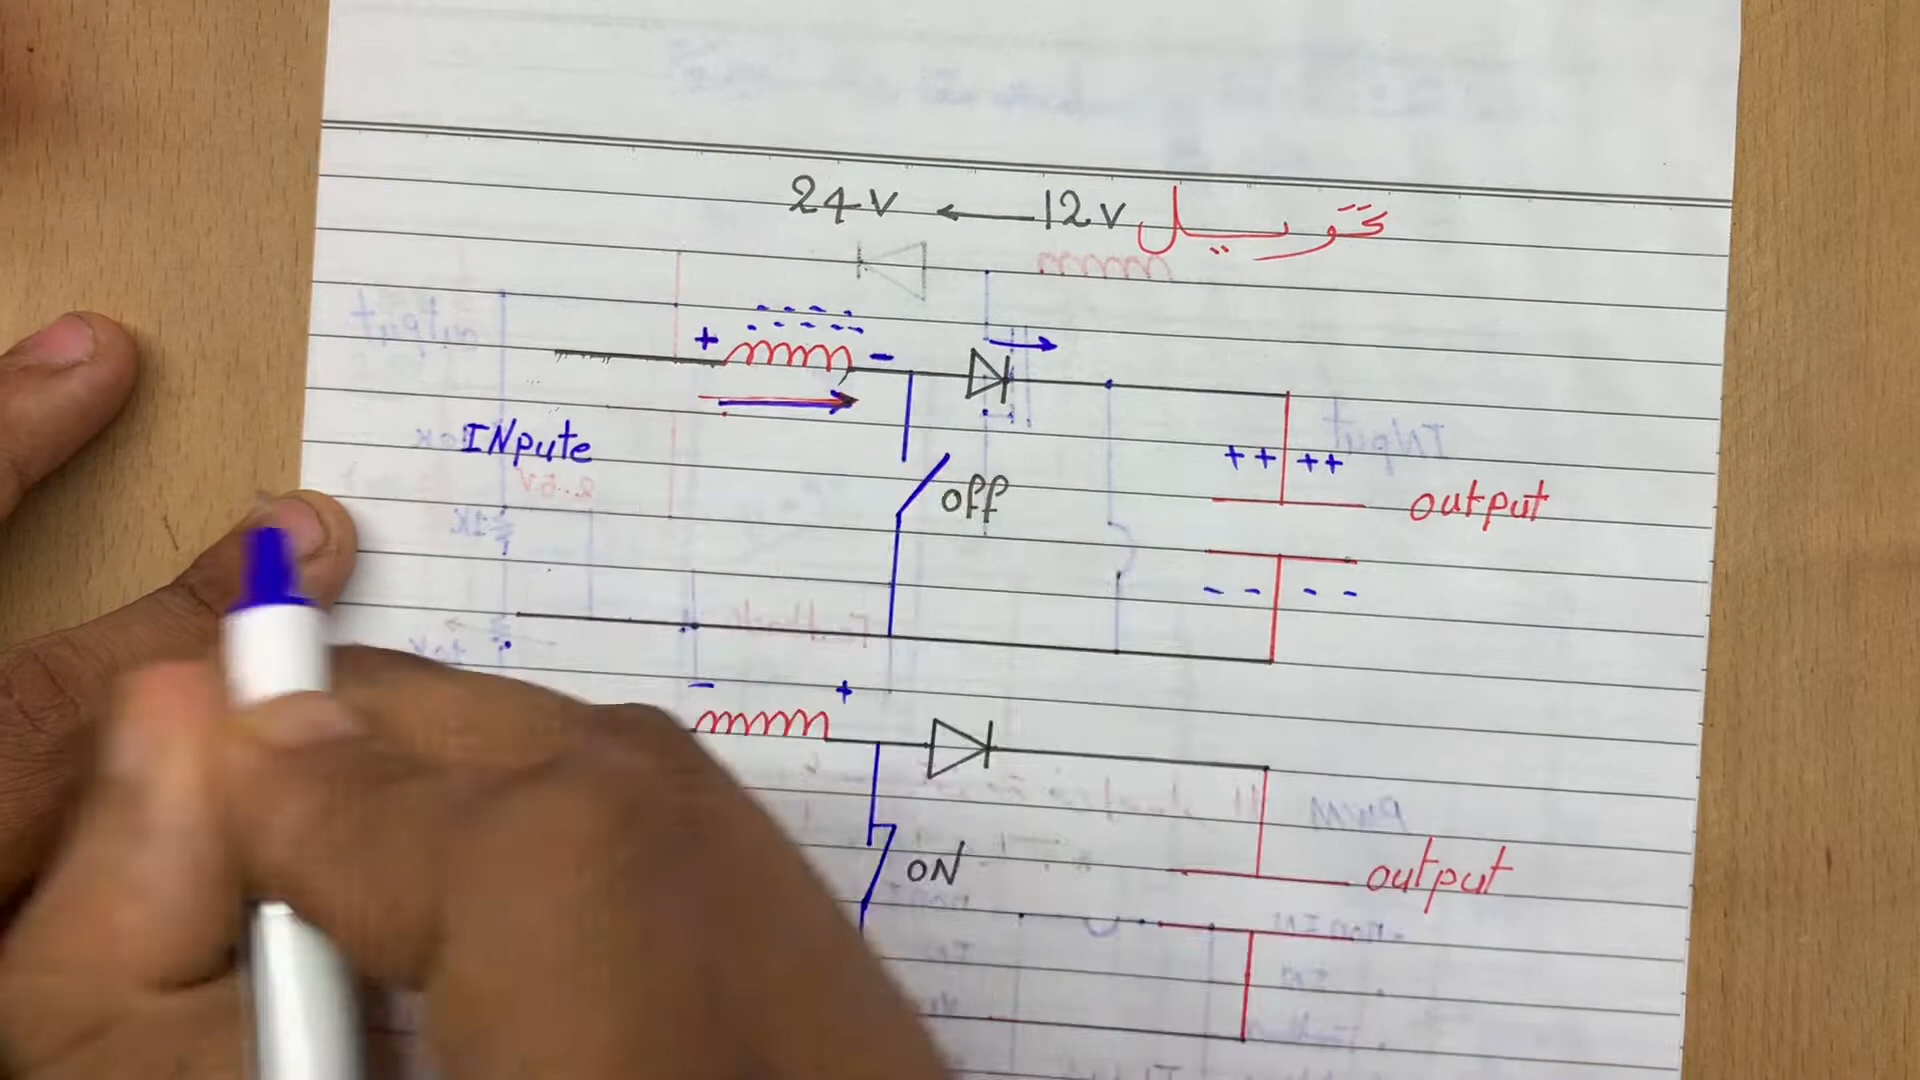 تحويل 12V ← 24V
+ -
INpute
++ ++
off
output
-- --
- +
ON
output